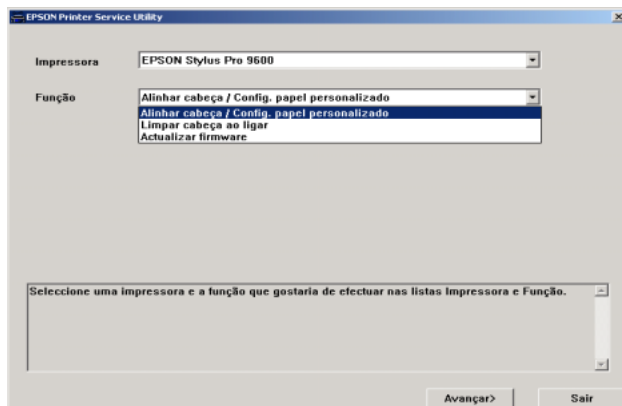 EPSON Printer Service Utility
Impressora EPSON Stylus Pro 9600
Função Alinhar cabeça / Config. papel personalizado
Alinhar cabeça / Config. papel personalizado
Limpar cabeça ao ligar
Actualizar firmware
Seleccione uma impressora e a função que gostaria de efectuar nas listas Impressora e Função.
Avançar> Sair